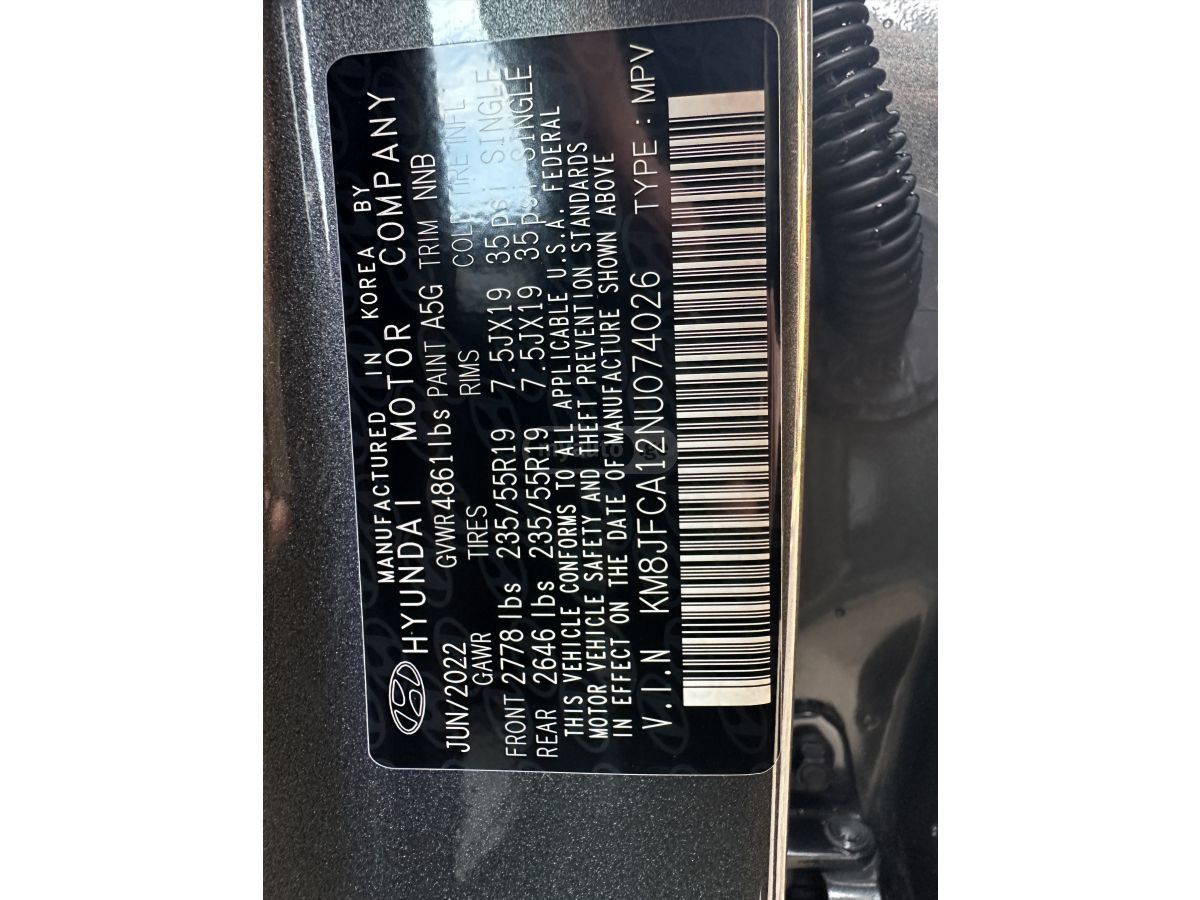 MANUFACTURED IN KOREA BY
HYUNDAI MOTOR COMPANY
JUN/2022 GVWR 4861 lbs PAINT A5G TRIM NNB
GAWR TIRES RIMS COLD TIRE INFL.
FRONT 2778 lbs 235/55R19 7.5JX19 35 psi SINGLE
REAR 2646 lbs 235/55R19 7.5JX19 35 psi SINGLE
THIS VEHICLE CONFORMS TO ALL APPLICABLE U.S.A. FEDERAL
MOTOR VEHICLE SAFETY AND THEFT PREVENTION STANDARDS
IN EFFECT ON THE DATE OF MANUFACTURE SHOWN ABOVE
V.I.N KM8JFCA12NU074026 TYPE : MPV